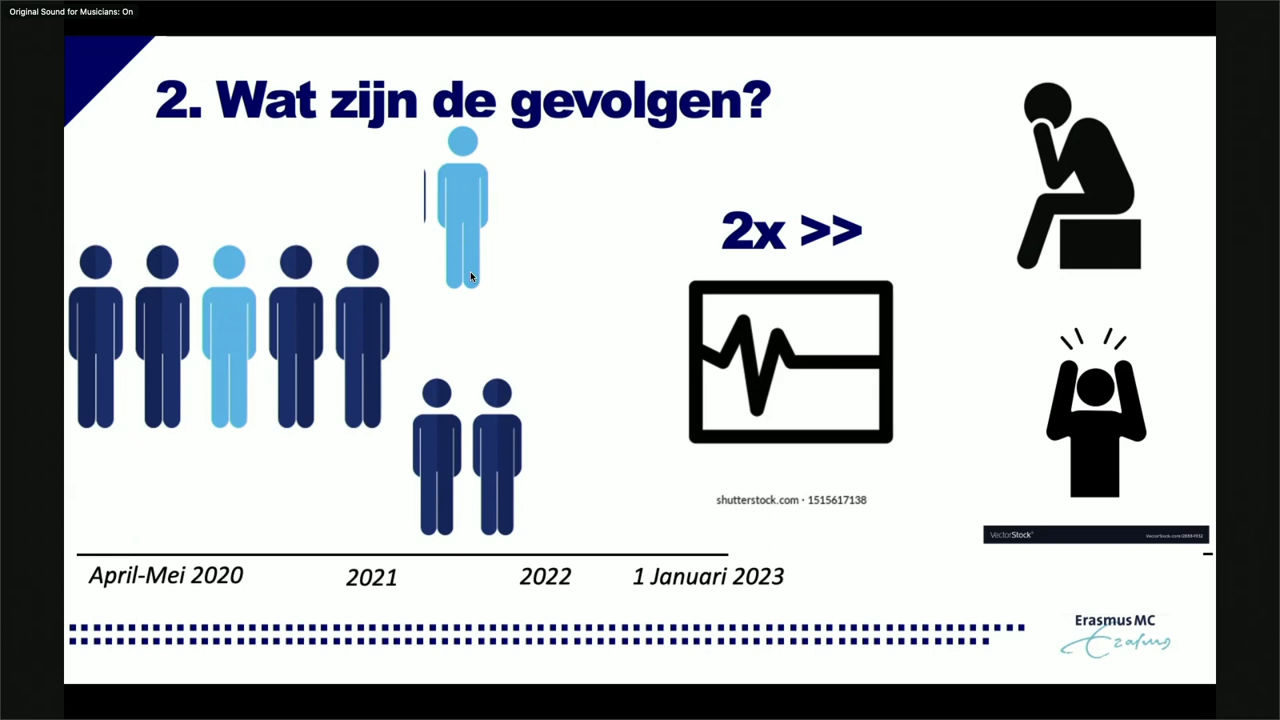 Original Sound for Musicians: On
2. Wat zijn de gevolgen?
2x >>
shutterstock.com · 1515617138
VectorStock®
April-Mei 2020
2021
2022
1 Januari 2023
Erasmus MC
Erasmus